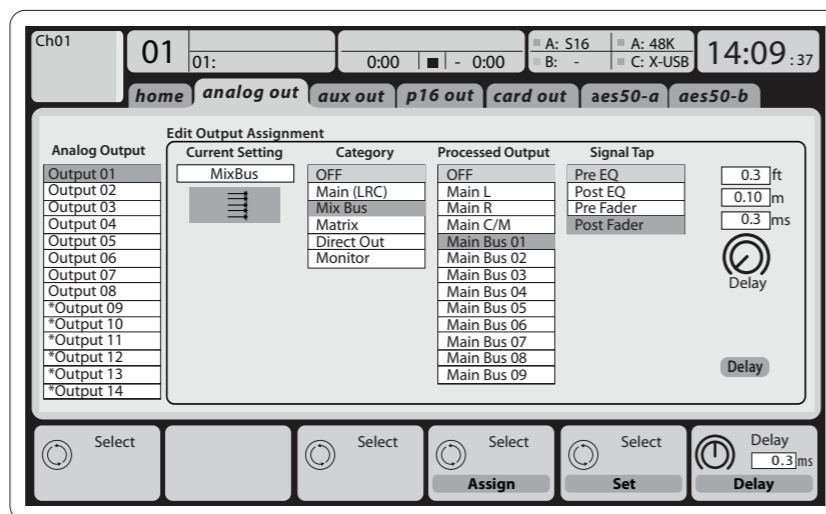 Ch01
01
01:
0:00 - 0:00
A: S16 A: 48K
B: - C: X-USB
14:09 :37
home analog out aux out p16 out card out aes50-a aes50-b
Edit Output Assignment
Analog Output Current Setting Category Processed Output Signal Tap
Output 01 MixBus OFF OFF Pre EQ 0.3 ft
Output 02 Main (LRC) Main L Post EQ 0.10 m
Output 03 Mix Bus Main R Pre Fader 0.3 ms
Output 04 Matrix Main C/M Post Fader
Output 05 Direct Out Main Bus 01
Output 06 Monitor Main Bus 02
Output 07 Main Bus 03
Output 08 Main Bus 04
Delay
*Output 09 Main Bus 05
*Output 10 Main Bus 06
*Output 11 Main Bus 07
*Output 12 Main Bus 08
*Output 13 Main Bus 09
Delay
*Output 14
Select Select Select Select Delay
0.3 ms
Assign Set Delay